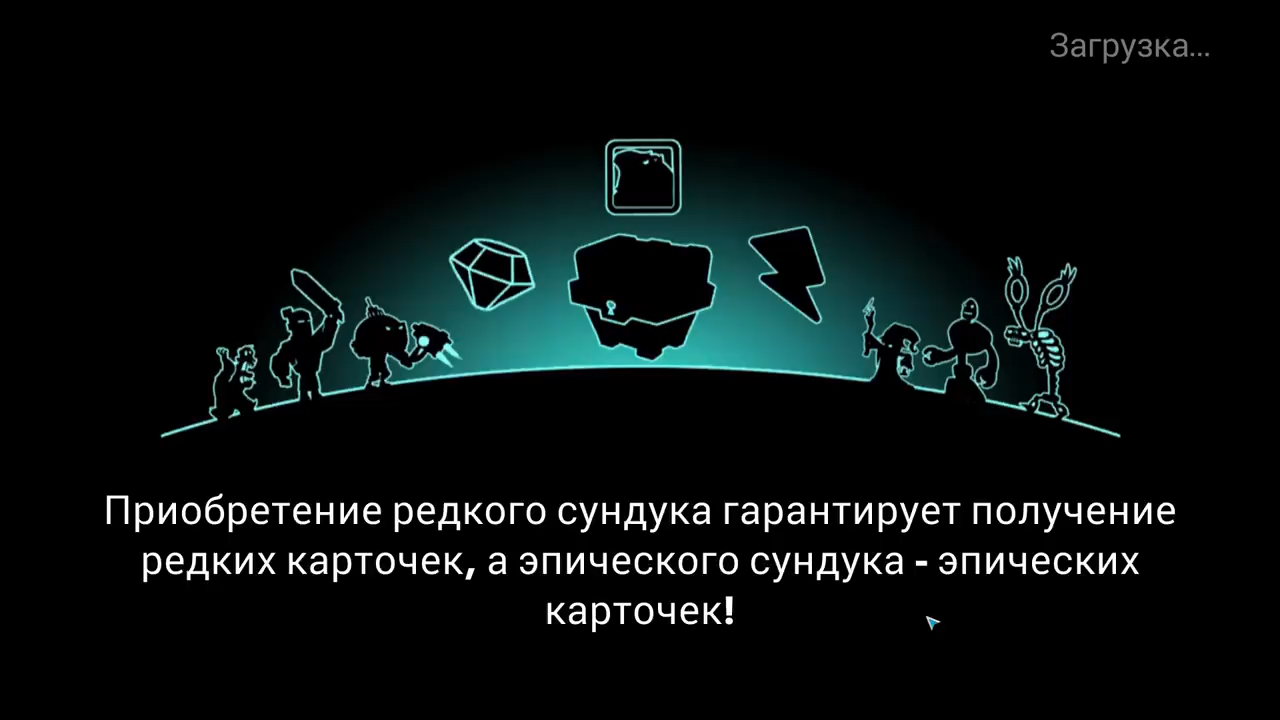 Загрузка...
Приобретение редкого сундука гарантирует получение
редких карточек, а эпического сундука - эпических
карточек!